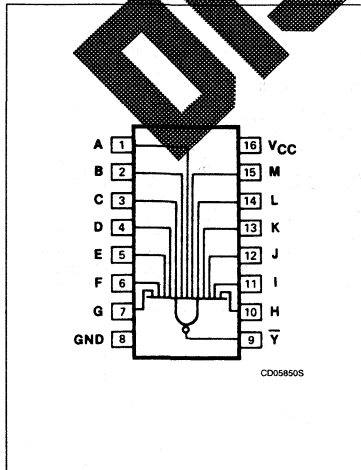 DIS
A 1 16 VCC
B 2 15 M
C 3 14 L
D 4 13 K
E 5 12 J
F 6 11 I
G 7 10 H
GND 8 9 Y̅
CD05850S